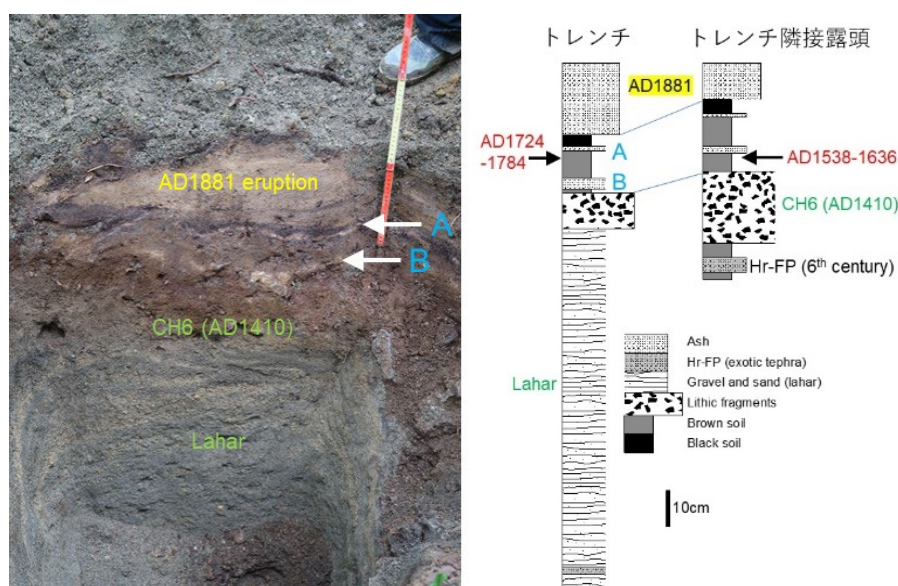 AD1881 eruption
A
B
CH6 (AD1410)
Lahar
トレンチ
トレンチ隣接露頭
AD1881
AD1724
-1784
A
B
AD1538-1636
CH6 (AD1410)
Hr-FP (6th century)
Lahar
Ash
Hr-FP (exotic tephra)
Gravel and sand (lahar)
Lithic fragments
Brown soil
Black soil
10cm